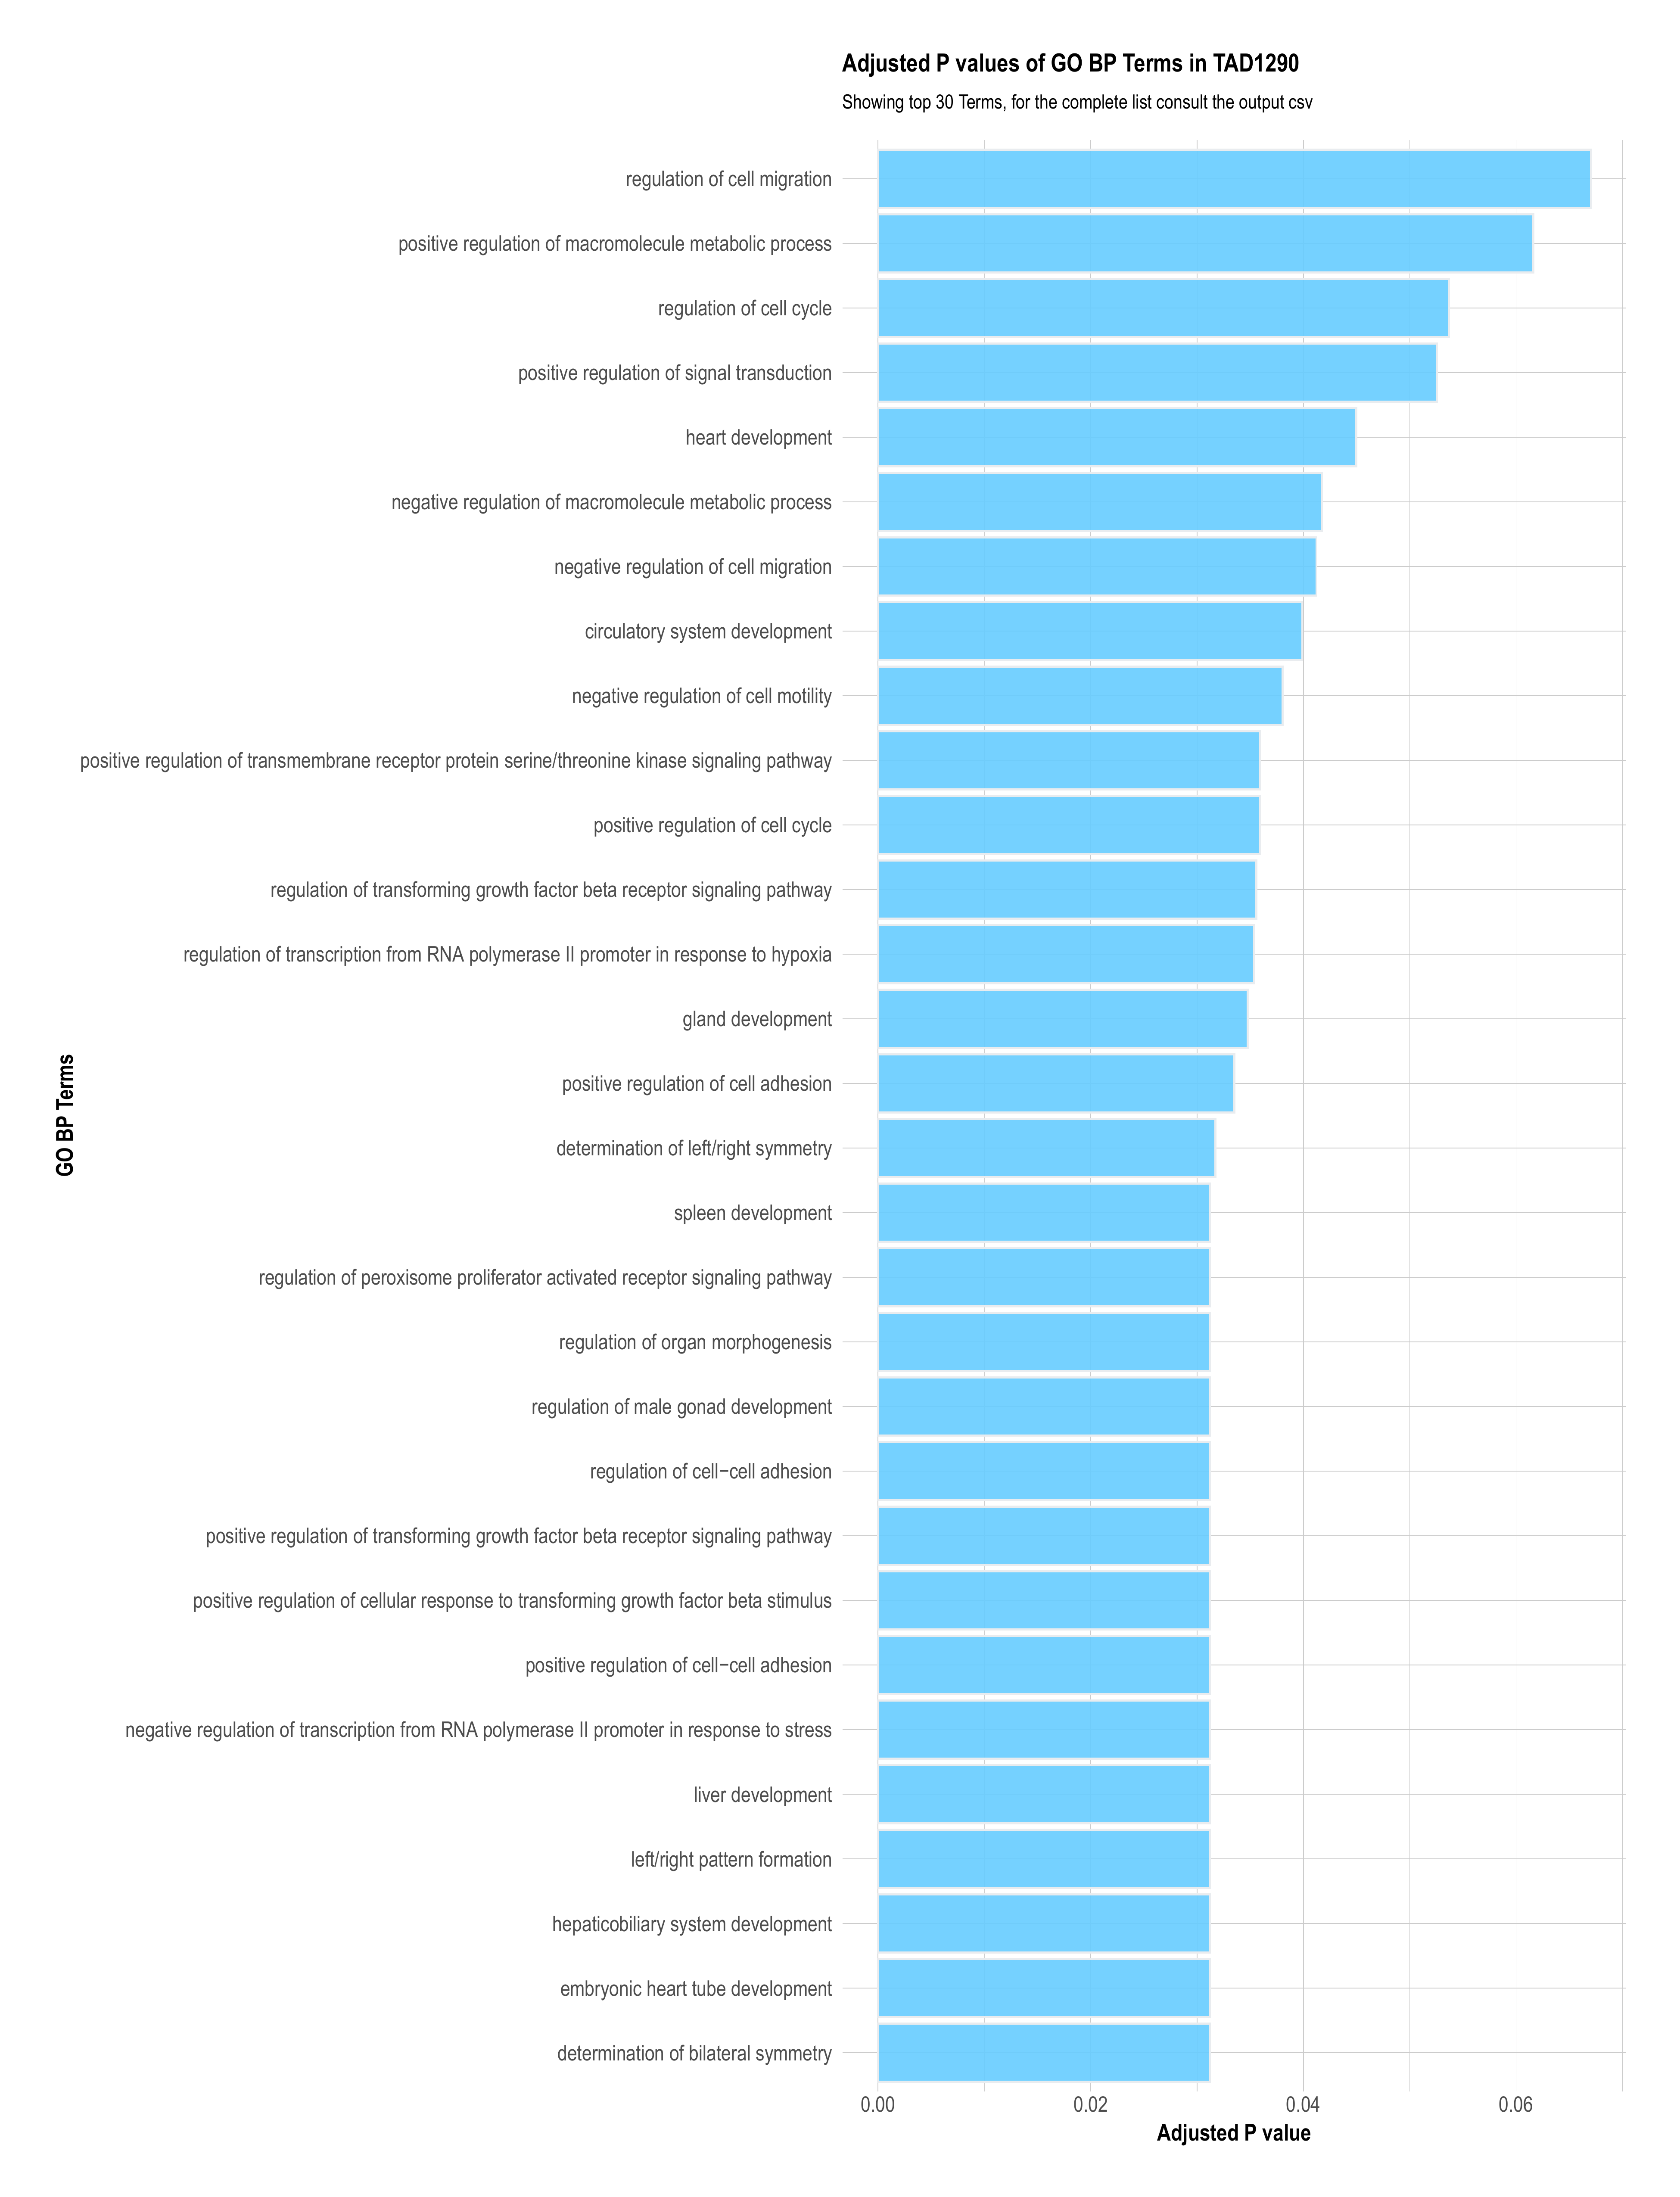 Adjusted P values of GO BP Terms in TAD1290
Showing top 30 Terms, for the complete list consult the output csv
regulation of cell migration
positive regulation of macromolecule metabolic process
regulation of cell cycle
positive regulation of signal transduction
heart development
negative regulation of macromolecule metabolic process
negative regulation of cell migration
circulatory system development
negative regulation of cell motility
positive regulation of transmembrane receptor protein serine/threonine kinase signaling pathway
positive regulation of cell cycle
regulation of transforming growth factor beta receptor signaling pathway
regulation of transcription from RNA polymerase II promoter in response to hypoxia
gland development
positive regulation of cell adhesion
determination of left/right symmetry
spleen development
regulation of peroxisome proliferator activated receptor signaling pathway
regulation of organ morphogenesis
regulation of male gonad development
regulation of cell−cell adhesion
positive regulation of transforming growth factor beta receptor signaling pathway
positive regulation of cellular response to transforming growth factor beta stimulus
positive regulation of cell−cell adhesion
negative regulation of transcription from RNA polymerase II promoter in response to stress
liver development
left/right pattern formation
hepaticobiliary system development
embryonic heart tube development
determination of bilateral symmetry
GO BP Terms
0.00 0.02 0.04 0.06
Adjusted P value